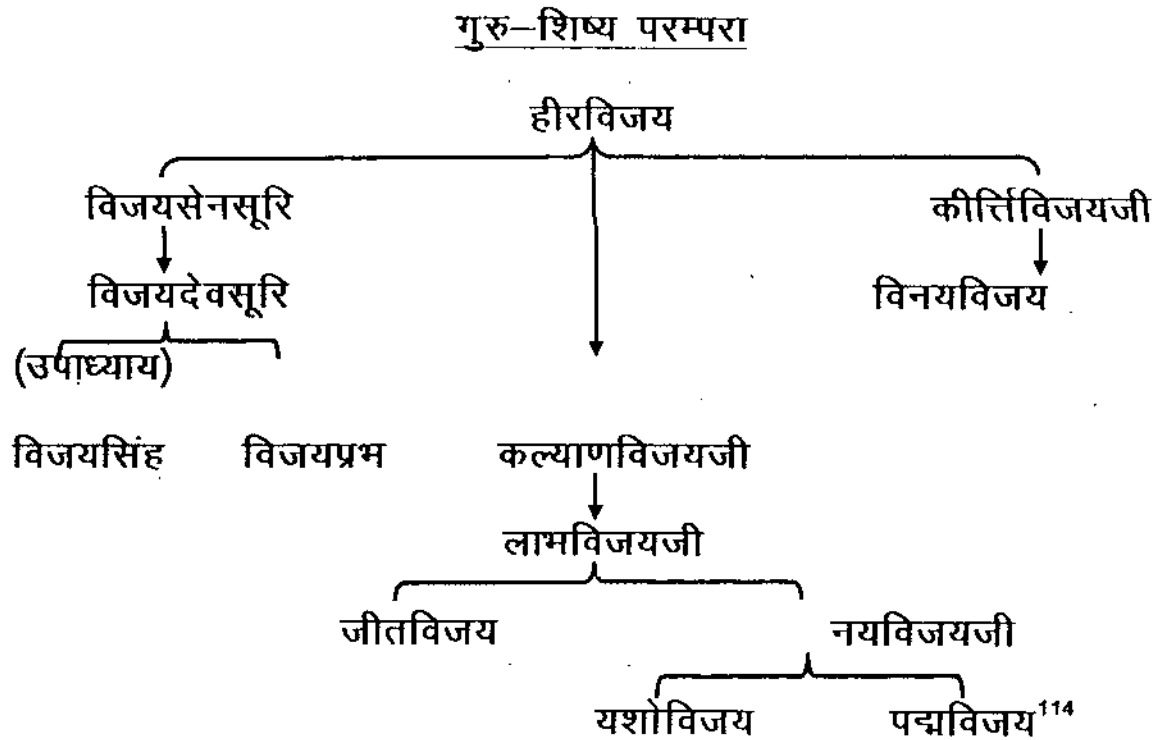 गुरु–शिष्य परम्परा
हीरविजय
विजयसेनसूरि कीर्त्तिविजयजी
विजयदेवसूरि विनयविजय
(उपाध्याय)
विजयसिंह विजयप्रभ कल्याणविजयजी
लाभविजयजी
जीतविजय नयविजयजी
यशोविजय पद्मविजय¹¹⁴